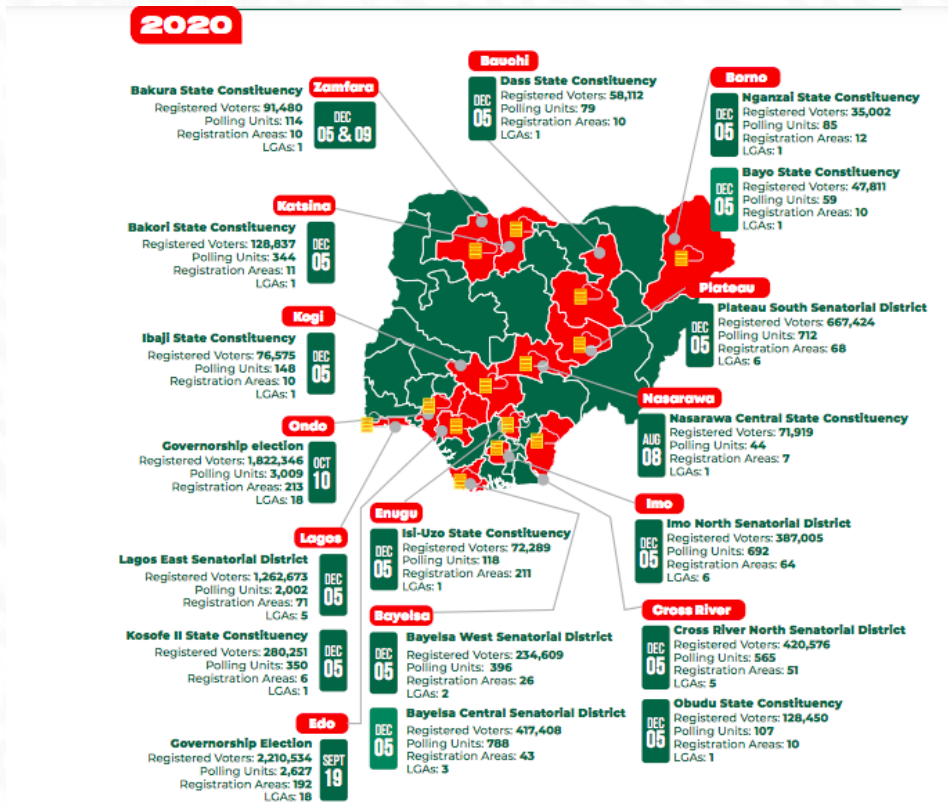 2020
Zamfara
Bakura State Constituency
Registered Voters: 91,480
Polling Units: 114
Registration Areas: 10
LGAs: 1
DEC
05 & 09
Bauchi
Dass State Constituency
Registered Voters: 58,112
Polling Units: 79
Registration Areas: 10
LGAs: 1
DEC
05
Borno
Nganzai State Constituency
Registered Voters: 35,002
Polling Units: 85
Registration Areas: 12
LGAs: 1
DEC
05
Bayo State Constituency
Registered Voters: 47,811
Polling Units: 59
Registration Areas: 10
LGAs: 1
DEC
05
Katsina
Bakori State Constituency
Registered Voters: 128,837
Polling Units: 344
Registration Areas: 11
LGAs: 1
DEC
05
Plateau
Plateau South Senatorial District
Registered Voters: 667,424
Polling Units: 712
Registration Areas: 68
LGAs: 6
DEC
05
Kogi
Ibaji State Constituency
Registered Voters: 76,575
Polling Units: 148
Registration Areas: 10
LGAs: 1
DEC
05
Nasarawa
Nasarawa Central State Constituency
Registered Voters: 71,919
Polling Units: 44
Registration Areas: 7
LGAs: 1
AUG
08
Ondo
Governorship election
Registered Voters: 1,822,346
Polling Units: 3,009
Registration Areas: 213
LGAs: 18
OCT
10
Imo
Imo North Senatorial District
Registered Voters: 387,005
Polling Units: 692
Registration Areas: 64
LGAs: 6
DEC
05
Enugu
Isi-Uzo State Constituency
Registered Voters: 72,289
Polling Units: 118
Registration Areas: 211
LGAs: 1
DEC
05
Lagos
Lagos East Senatorial District
Registered Voters: 1,262,673
Polling Units: 2,002
Registration Areas: 71
LGAs: 5
DEC
05
Kosofe II State Constituency
Registered Voters: 280,251
Polling Units: 350
Registration Areas: 6
LGAs: 1
DEC
05
Bayelsa
Bayelsa West Senatorial District
Registered Voters: 234,609
Polling Units: 396
Registration Areas: 26
LGAs: 2
DEC
05
Bayelsa Central Senatorial District
Registered Voters: 417,408
Polling Units: 788
Registration Areas: 43
LGAs: 3
DEC
05
Cross River
Cross River North Senatorial District
Registered Voters: 420,576
Polling Units: 565
Registration Areas: 51
LGAs: 5
DEC
05
Obudu State Constituency
Registered Voters: 128,450
Polling Units: 107
Registration Areas: 10
LGAs: 1
DEC
05
Edo
Governorship Election
Registered Voters: 2,210,534
Polling Units: 2,627
Registration Areas: 192
LGAs: 18
SEPT
19